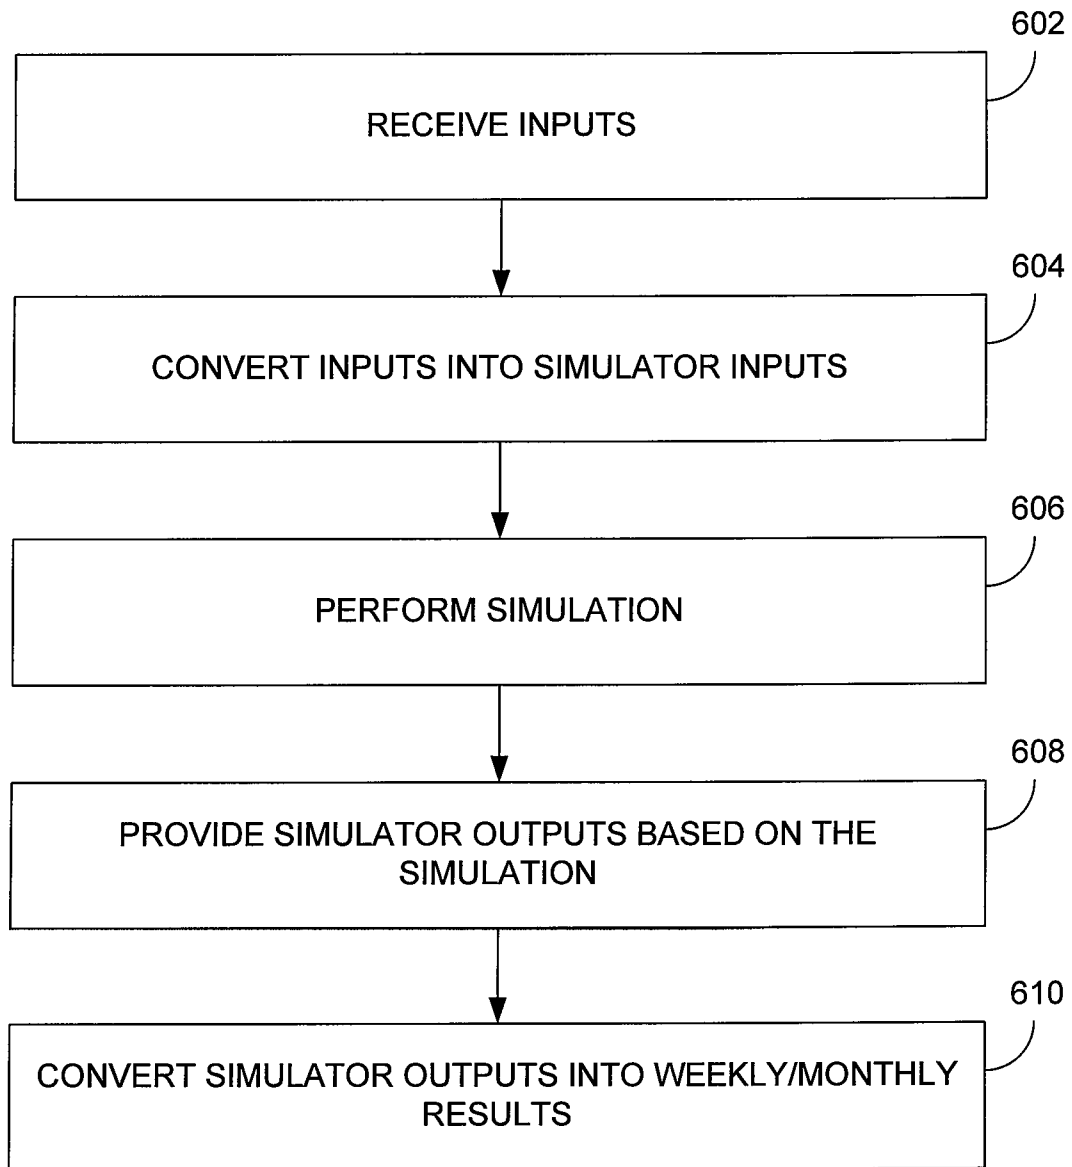 602
RECEIVE INPUTS
604
CONVERT INPUTS INTO SIMULATOR INPUTS
606
PERFORM SIMULATION
608
PROVIDE SIMULATOR OUTPUTS BASED ON THE
SIMULATION
610
CONVERT SIMULATOR OUTPUTS INTO WEEKLY/MONTHLY
RESULTS